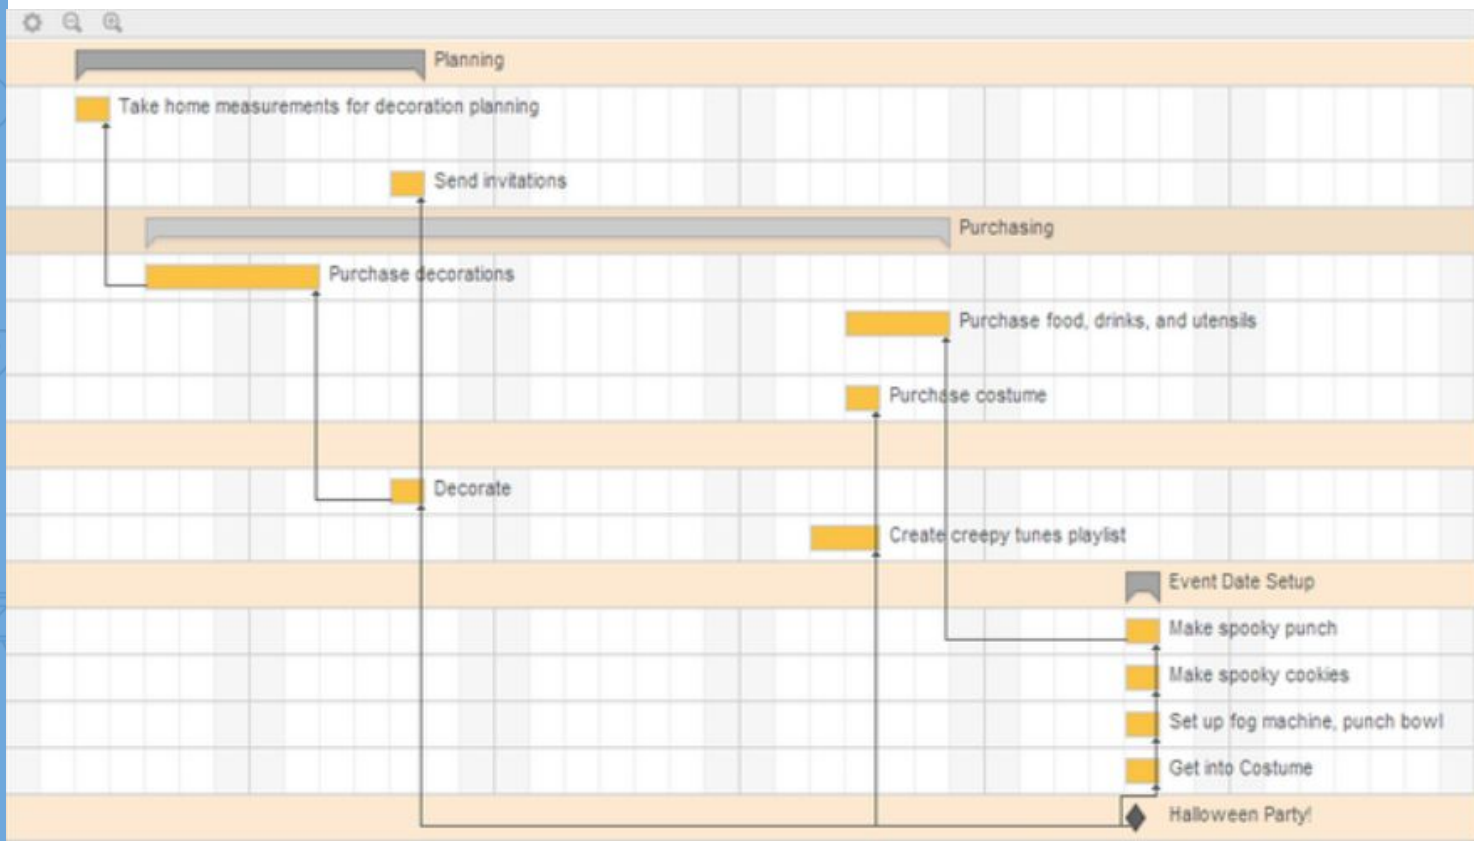 Planning
Take home measurements for decoration planning
Send invitations
Purchasing
Purchase decorations
Purchase food, drinks, and utensils
Purchase costume
Decorate
Create creepy tunes playlist
Event Date Setup
Make spooky punch
Make spooky cookies
Set up fog machine, punch bowl
Get into Costume
Halloween Party!